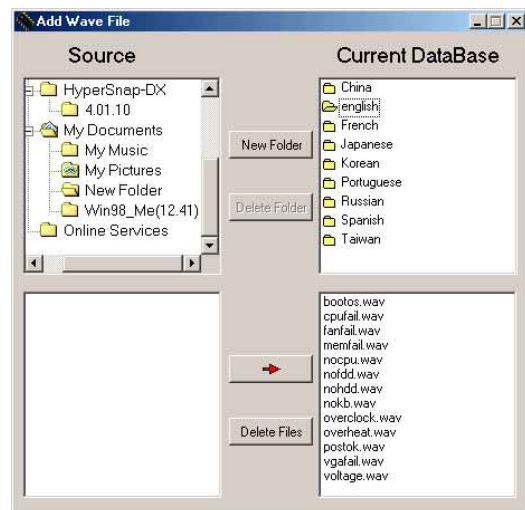 Add Wave File
Source
Current DataBase
HyperSnap-DX
4.01.10
My Documents
My Music
My Pictures
New Folder
Win98_Me(12.41)
Online Services
New Folder
Delete Folder
China
english
French
Japanese
Korean
Portuguese
Russian
Spanish
Taiwan
Delete Files
bootos.wav
cpufail.wav
fanfail.wav
memfail.wav
nocpu.wav
nofdd.wav
nohdd.wav
nokb.wav
overclock.wav
overheat.wav
postok.wav
vgafail.wav
voltage.wav